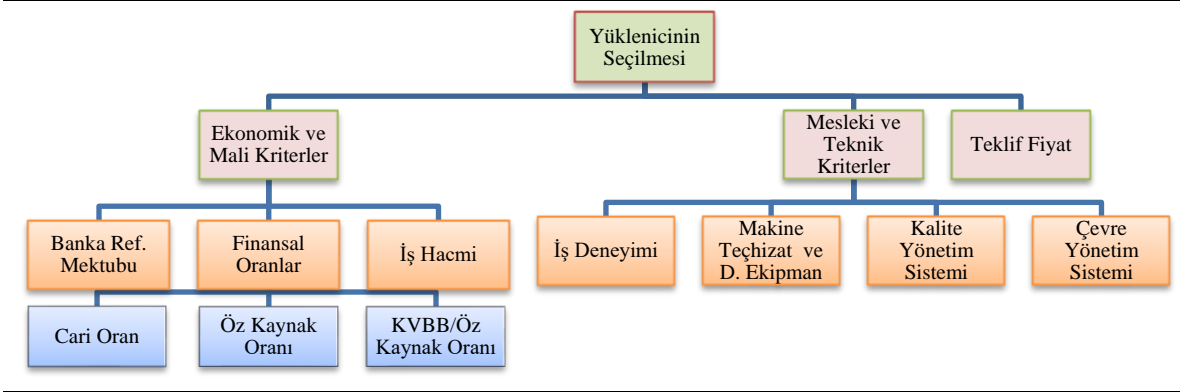 Yüklenicinin
Seçilmesi
Ekonomik ve
Mali Kriterler
Mesleki ve
Teknik
Kriterler
Teklif Fiyat
Banka Ref.
Mektubu
Finansal
Oranlar
İş Hacmi
İş Deneyimi
Makine
Teçhizat ve
D. Ekipman
Kalite
Yönetim
Sistemi
Çevre
Yönetim
Sistemi
Cari Oran
Öz Kaynak
Oranı
KVBB/Öz
Kaynak Oranı